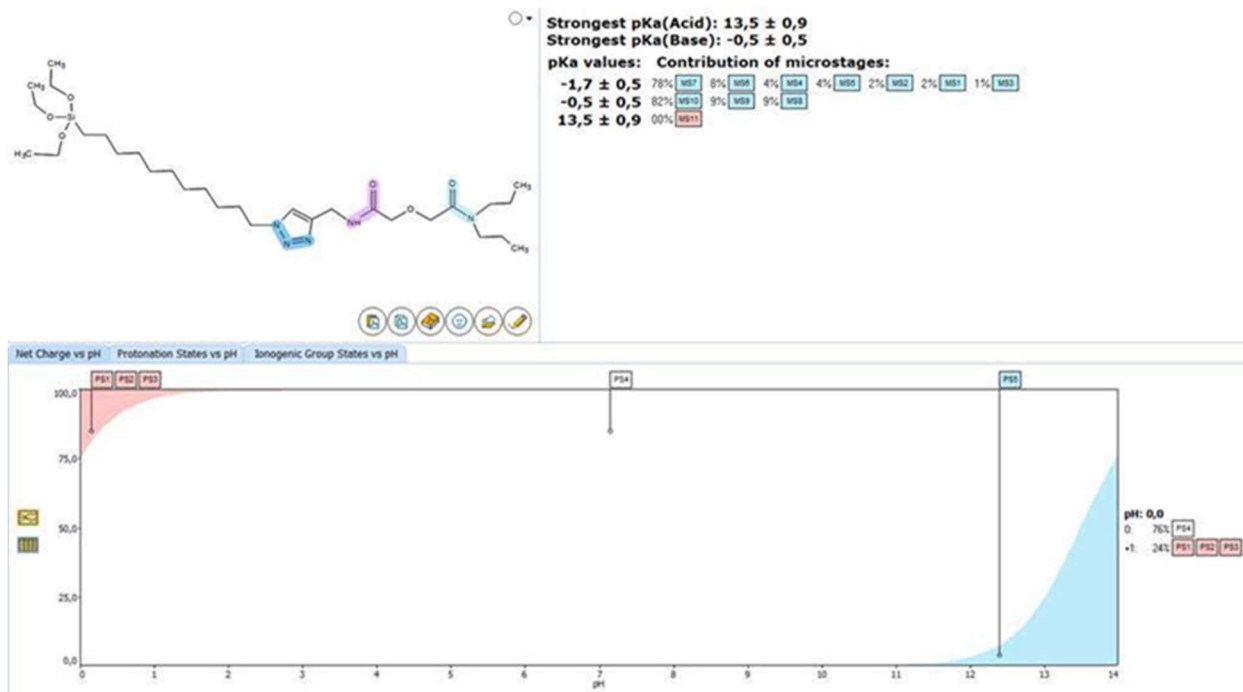 Strongest pKa(Acid): 13,5 ± 0,9
Strongest pKa(Base): -0,5 ± 0,5
pKa values: Contribution of microstages:
-1,7 ± 0,5 78% MS7 8% MS6 4% MS4 4% MS5 2% MS2 2% MS1 1% MS3
-0,5 ± 0,5 82% MS10 9% MS9 9% MS8
13,5 ± 0,9 00% MS11
CH₃
H₃C
O
O
Si
O
H₃C
N
N
N
NH
O
O
O
N
CH₃
CH₃
Net Charge vs pH Protonation States vs pH Ionogenic Group States vs pH
PS1 PS2 PS3 PS4 PS5
100,0
75,0
50,0
25,0
0,0
0 1 2 3 4 5 6 7 8 9 10 11 12 13 14
pH
pH: 0,0
0: 76% PS4
+1: 24% PS1 PS2 PS3